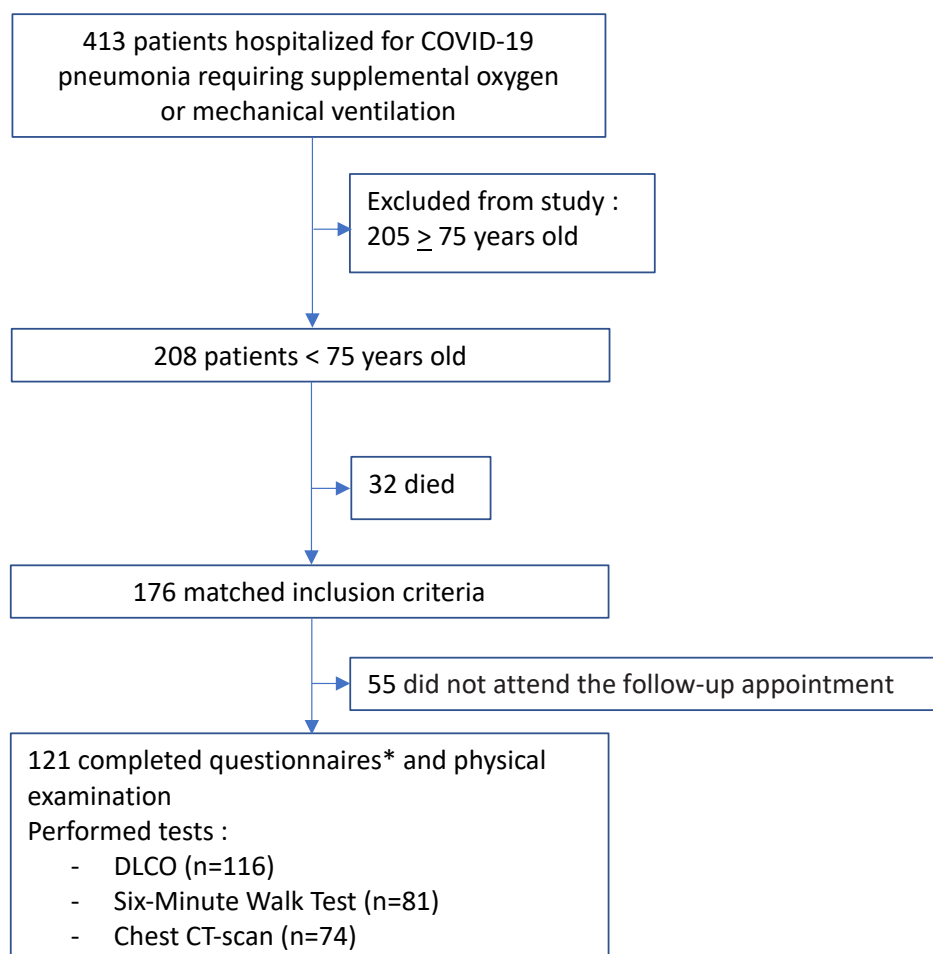 413 patients hospitalized for COVID-19
pneumonia requiring supplemental oxygen
or mechanical ventilation
Excluded from study :
205 ≥ 75 years old
208 patients < 75 years old
32 died
176 matched inclusion criteria
55 did not attend the follow-up appointment
121 completed questionnaires* and physical
examination
Performed tests :
- DLCO (n=116)
- Six-Minute Walk Test (n=81)
- Chest CT-scan (n=74)